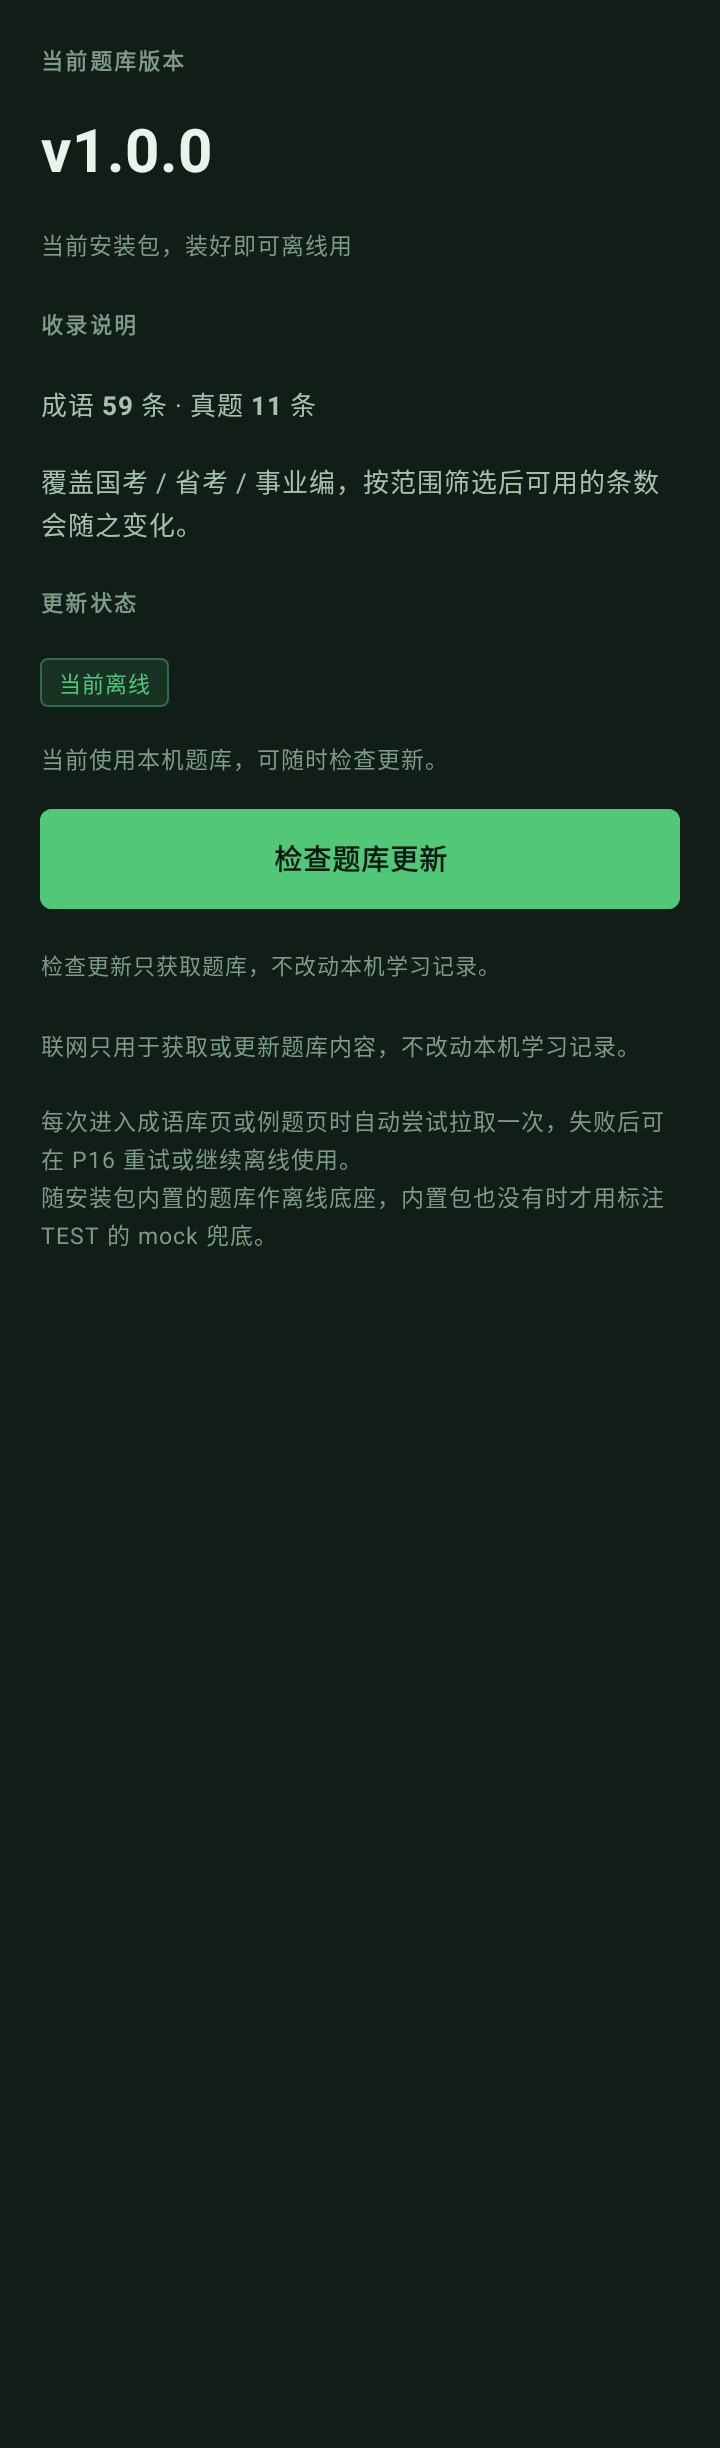 当前题库版本
v1.0.0
当前安装包，装好即可离线用
收录说明
成语 59 条 · 真题 11 条
覆盖国考 / 省考 / 事业编，按范围筛选后可用的条数
会随之变化。
更新状态
当前离线
当前使用本机题库，可随时检查更新。
检查题库更新
检查更新只获取题库，不改动本机学习记录。
联网只用于获取或更新题库内容，不改动本机学习记录。
每次进入成语库页或例题页时自动尝试拉取一次，失败后可
在 P16 重试或继续离线使用。
随安装包内置的题库作离线底座，内置包也没有时才用标注
TEST 的 mock 兜底。